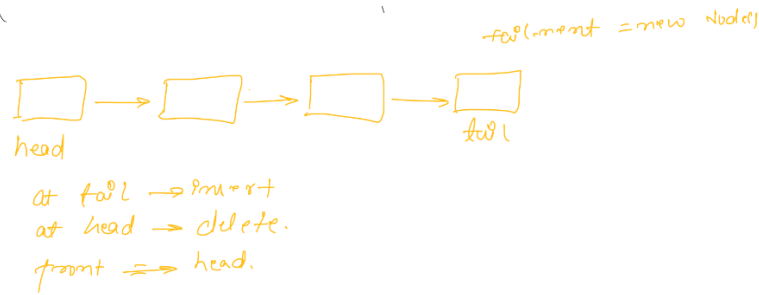 tail.next = new Node();
head
tail
at tail → insert
at head → delete.
front => head.